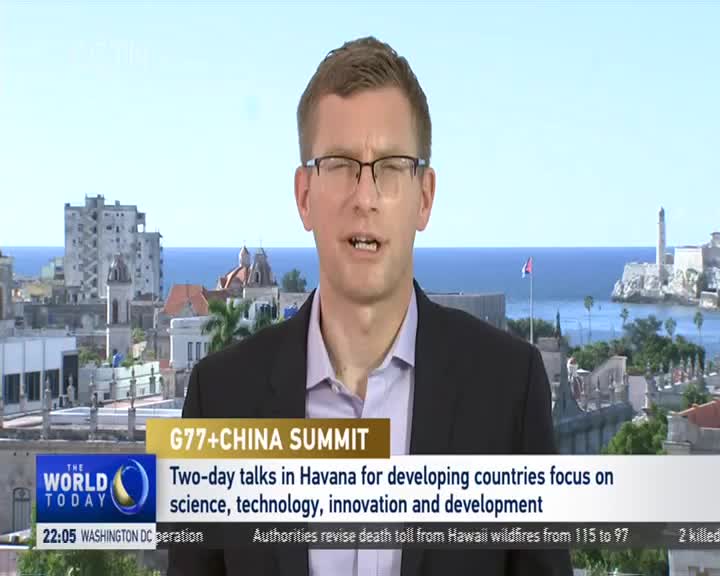 G77+CHINA SUMMIT
Two-day talks in Havana for developing countries focus on
science, technology, innovation and development
THE
WORLD
TODAY
22:05 WASHINGTON DC
peration Authorities revise death toll from Hawaii wildfires from 115 to 97 2 killed